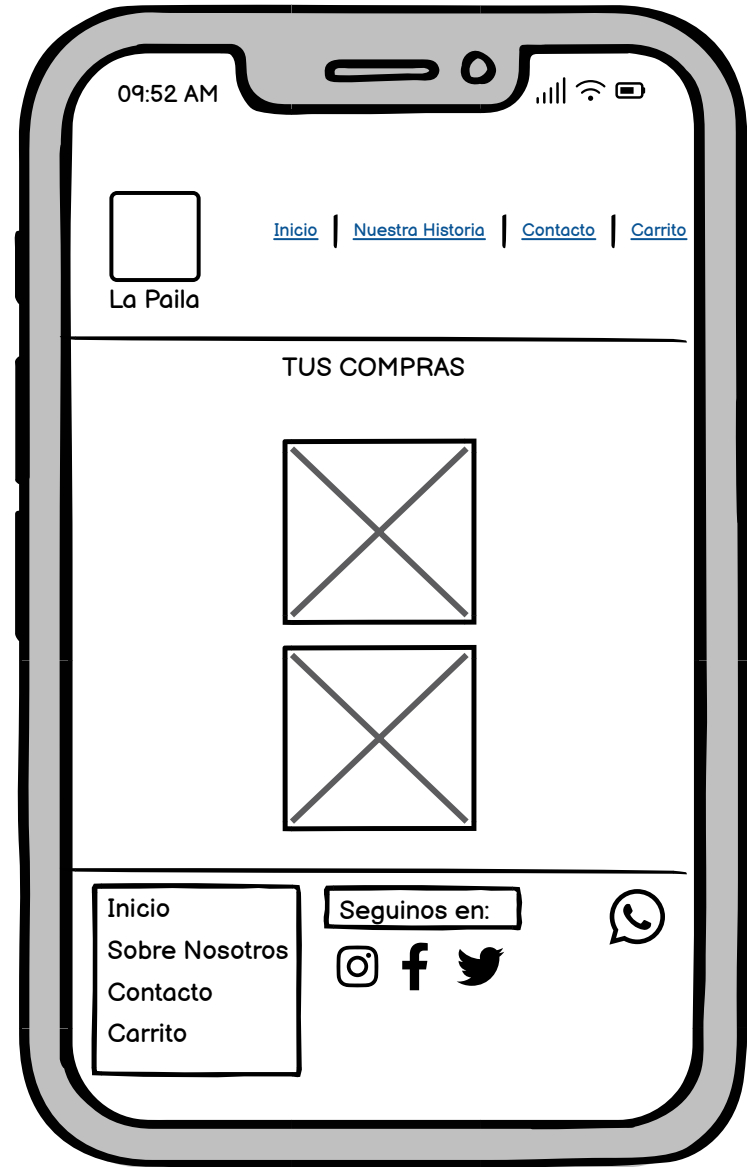 09:52 AM
Inicio | Nuestra Historia | Contacto | Carrito
La Paila
TUS COMPRAS
Inicio
Sobre Nosotros
Contacto
Carrito
Seguinos en: